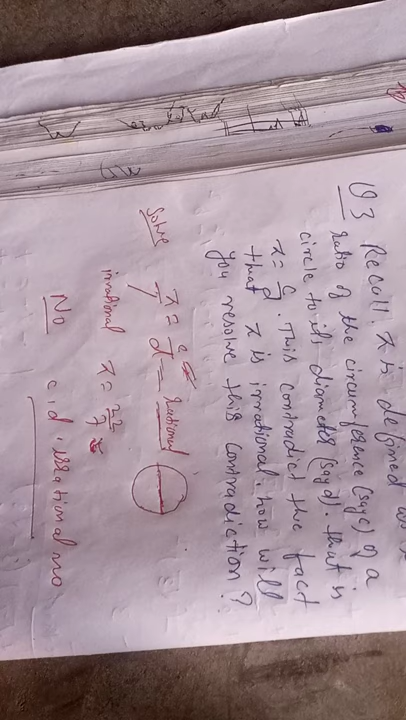 Q3 Recall, π is defined as the
ratio of the circumference (say c) of a
circle to its diameter (say d). that is
π = c/d. This contradict the fact
that π is irrational. how will
you resolve this contradiction?
Solve π = c/d = rational
irrational π = 22/7
No c, d irrational no